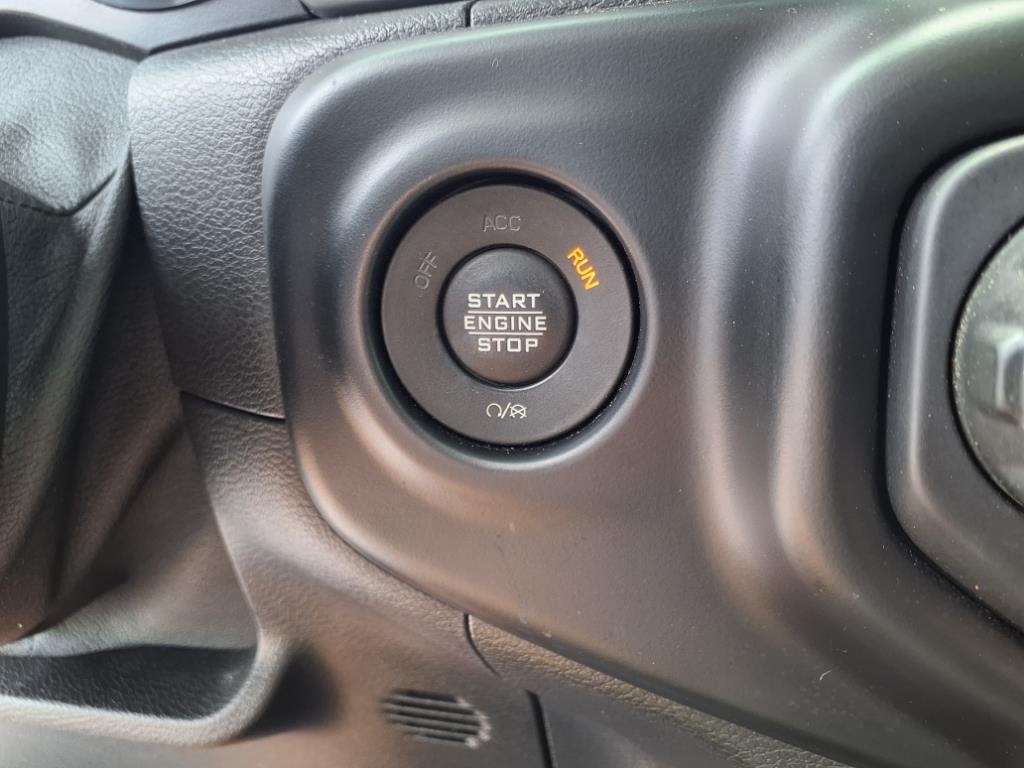 ACC
OFF
RUN
START
ENGINE
STOP